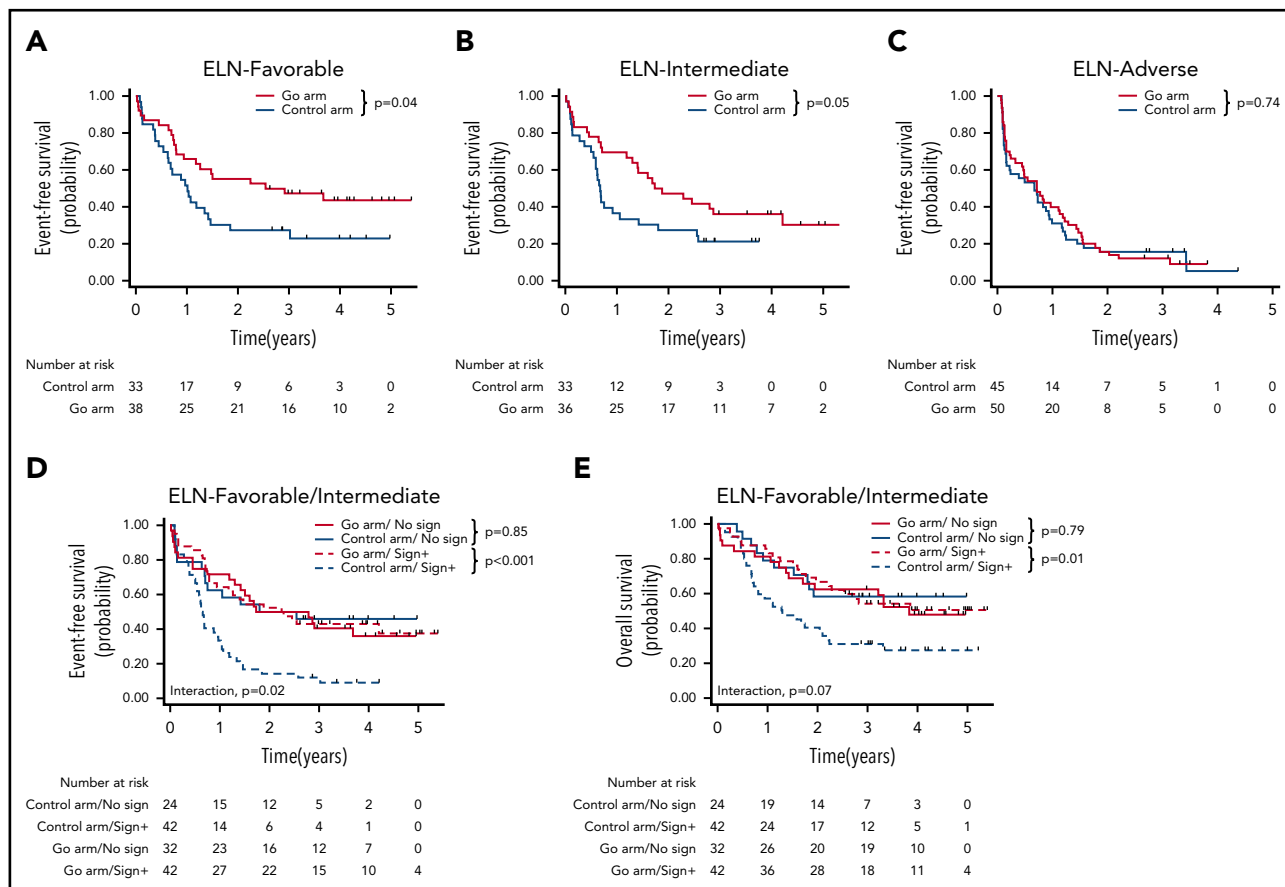 A
ELN-Favorable
Event-free survival
(probability)
1.00
0.80
0.60
0.40
0.20
0.00
Go arm
Control arm
p=0.04
0 1 2 3 4 5
Time(years)
Number at risk
Control arm 33 17 9 6 3 0
Go arm 38 25 21 16 10 2
B
ELN-Intermediate
Event-free survival
(probability)
1.00
0.80
0.60
0.40
0.20
0.00
Go arm
Control arm
p=0.05
0 1 2 3 4 5
Time(years)
Number at risk
Control arm 33 12 9 3 0 0
Go arm 36 25 17 11 7 2
C
ELN-Adverse
Event-free survival
(probability)
1.00
0.80
0.60
0.40
0.20
0.00
Go arm
Control arm
p=0.74
0 1 2 3 4 5
Time(years)
Number at risk
Control arm 45 14 7 5 1 0
Go arm 50 20 8 5 0 0
D
ELN-Favorable/Intermediate
Event-free survival
(probability)
1.00
0.80
0.60
0.40
0.20
0.00
Go arm/ No sign
Control arm/ No sign
p=0.85
Go arm/ Sign+
Control arm/ Sign+
p<0.001
Interaction, p=0.02
0 1 2 3 4 5
Time(years)
Number at risk
Control arm/No sign 24 15 12 5 2 0
Control arm/Sign+ 42 14 6 4 1 0
Go arm/No sign 32 23 16 12 7 0
Go arm/Sign+ 42 27 22 15 10 4
E
ELN-Favorable/Intermediate
Overall survival
(probability)
1.00
0.80
0.60
0.40
0.20
0.00
Go arm/ No sign
Control arm/ No sign
p=0.79
Go arm/ Sign+
Control arm/ Sign+
p=0.01
Interaction, p=0.07
0 1 2 3 4 5
Time(years)
Number at risk
Control arm/No sign 24 19 14 7 3 0
Control arm/Sign+ 42 24 17 12 5 1
Go arm/No sign 32 26 20 19 10 0
Go arm/Sign+ 42 36 28 18 11 4